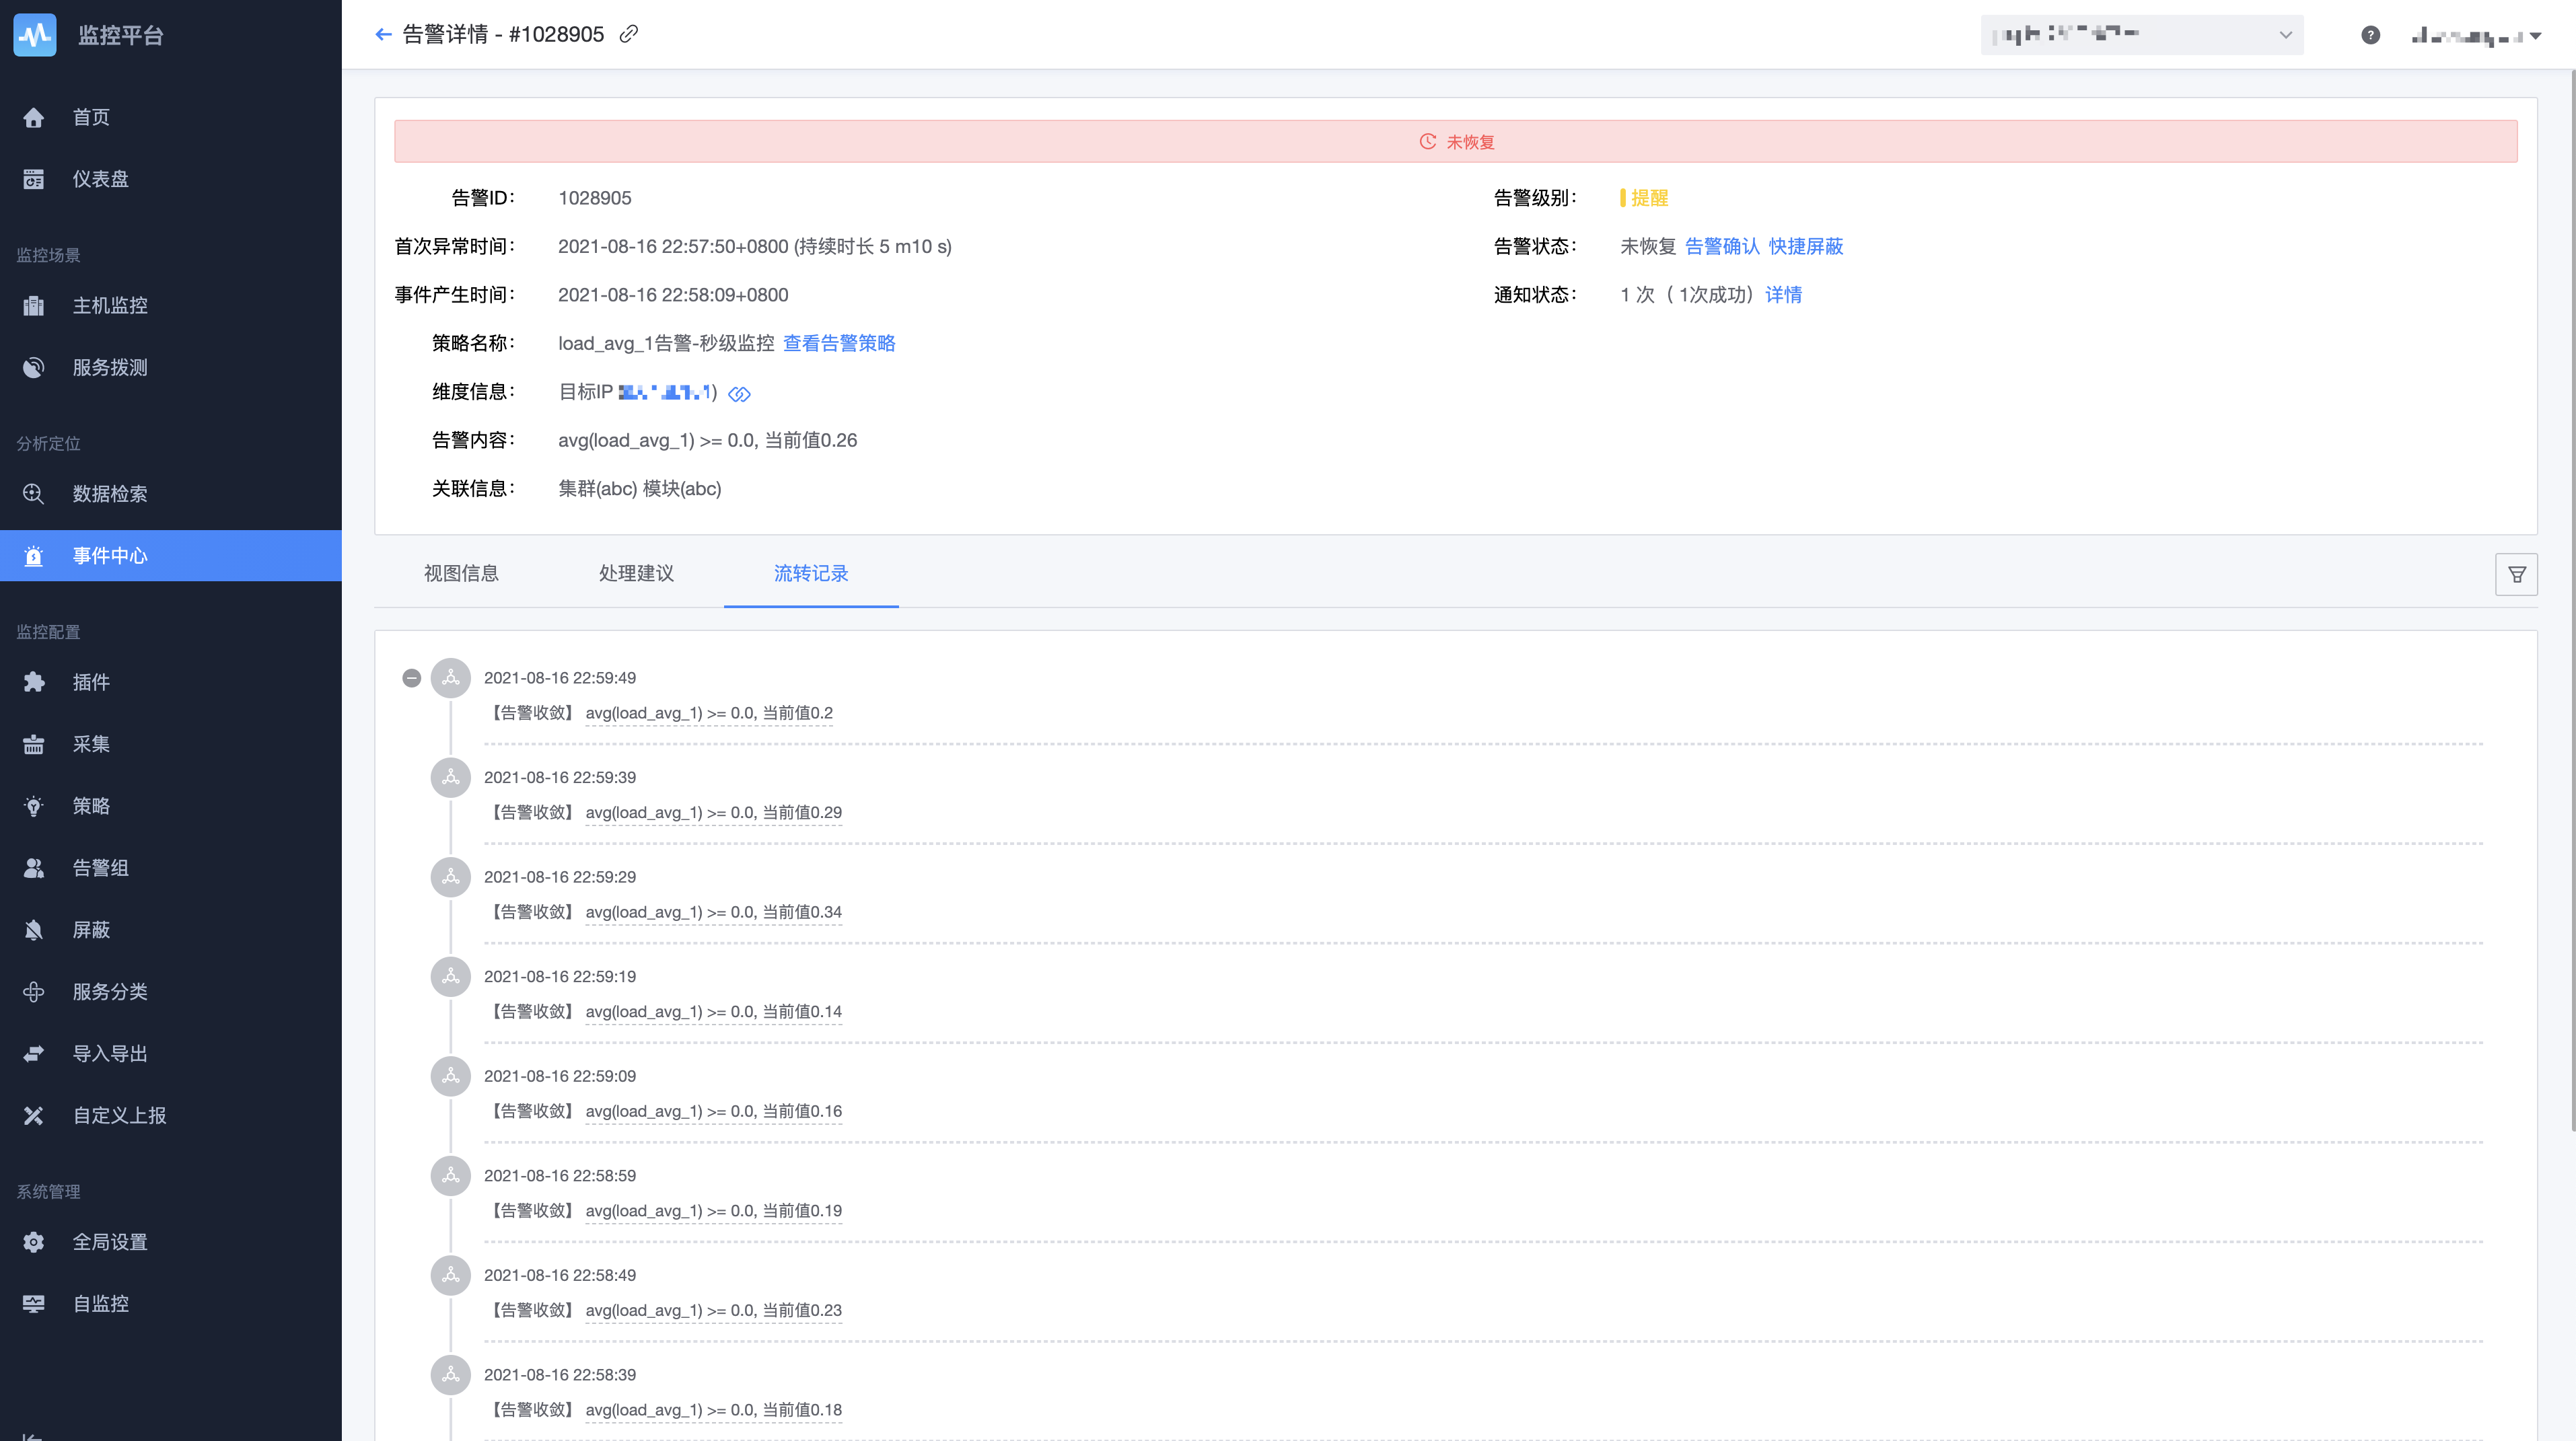 监控平台
首页
仪表盘
监控场景
主机监控
服务拨测
分析定位
数据检索
事件中心
监控配置
插件
采集
策略
告警组
屏蔽
服务分类
导入导出
自定义上报
系统管理
全局设置
自监控
告警详情 - #1028905
未恢复
告警ID: 1028905
告警级别: 提醒
首次异常时间: 2021-08-16 22:57:50+0800 (持续时长 5 m10 s)
告警状态: 未恢复 告警确认 快捷屏蔽
事件产生时间: 2021-08-16 22:58:09+0800
通知状态: 1 次（ 1次成功） 详情
策略名称: load_avg_1告警-秒级监控 查看告警策略
维度信息: 目标IP
告警内容: avg(load_avg_1) >= 0.0, 当前值0.26
关联信息: 集群(abc) 模块(abc)
视图信息 处理建议 流转记录
2021-08-16 22:59:49
【告警收敛】 avg(load_avg_1) >= 0.0, 当前值0.2
2021-08-16 22:59:39
【告警收敛】 avg(load_avg_1) >= 0.0, 当前值0.29
2021-08-16 22:59:29
【告警收敛】 avg(load_avg_1) >= 0.0, 当前值0.34
2021-08-16 22:59:19
【告警收敛】 avg(load_avg_1) >= 0.0, 当前值0.14
2021-08-16 22:59:09
【告警收敛】 avg(load_avg_1) >= 0.0, 当前值0.16
2021-08-16 22:58:59
【告警收敛】 avg(load_avg_1) >= 0.0, 当前值0.19
2021-08-16 22:58:49
【告警收敛】 avg(load_avg_1) >= 0.0, 当前值0.23
2021-08-16 22:58:39
【告警收敛】 avg(load_avg_1) >= 0.0, 当前值0.18